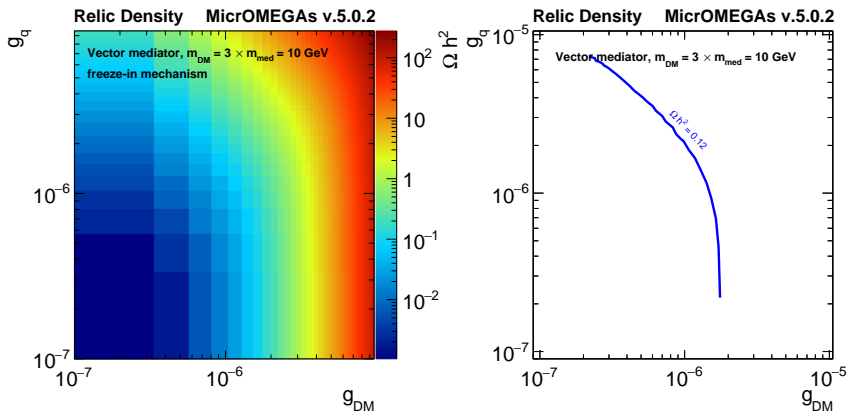 Relic Density MicrOMEGAs v.5.0.2
g_q
Vector mediator, m_DM = 3 × m_med = 10 GeV
freeze-in mechanism
10^−6
10^−7
10^−7 10^−6
g_DM
10^2
10
1
10^−1
10^−2
Ω h^2
Relic Density MicrOMEGAs v.5.0.2
g_q
10^−5
Vector mediator, m_DM = 3 × m_med = 10 GeV
Ω h^2 = 0.12
10^−6
10^−7
10^−7 10^−6 10^−5
g_DM